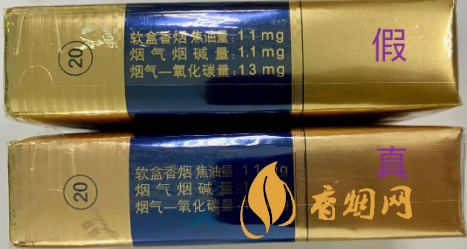 20
软盒香烟 焦油量:11 mg
烟气烟碱量:1.1 mg
烟气一氧化碳量:13 mg
假
20
软盒香烟 焦油量:1
烟气烟碱量:1
烟气一氧化碳量:
真
香烟网